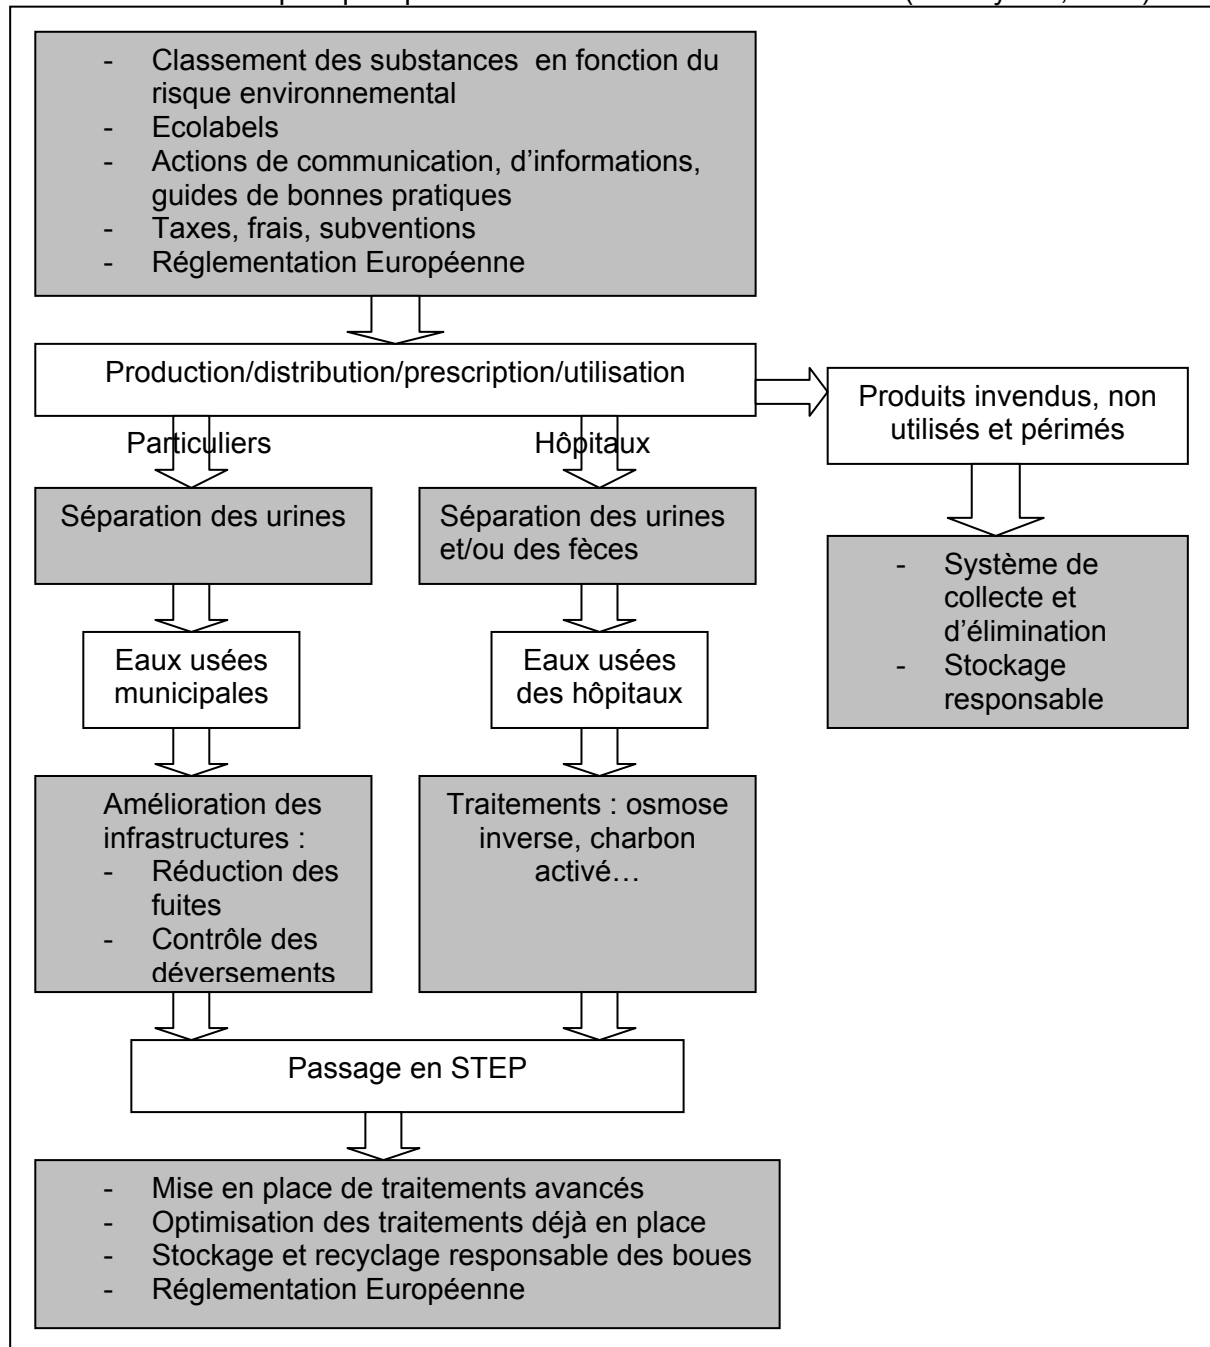 - Classement des substances en fonction du
risque environnemental
- Ecolabels
- Actions de communication, d'informations,
guides de bonnes pratiques
- Taxes, frais, subventions
- Réglementation Européenne
Production/distribution/prescription/utilisation
Produits invendus, non
utilisés et périmés
Particuliers
Hôpitaux
Séparation des urines
Séparation des urines
et/ou des fèces
- Système de
collecte et
d'élimination
- Stockage
responsable
Eaux usées
municipales
Eaux usées
des hôpitaux
Amélioration des
infrastructures :
- Réduction des
fuites
- Contrôle des
déversements
Traitements : osmose
inverse, charbon
activé…
Passage en STEP
- Mise en place de traitements avancés
- Optimisation des traitements déjà en place
- Stockage et recyclage responsable des boues
- Réglementation Européenne